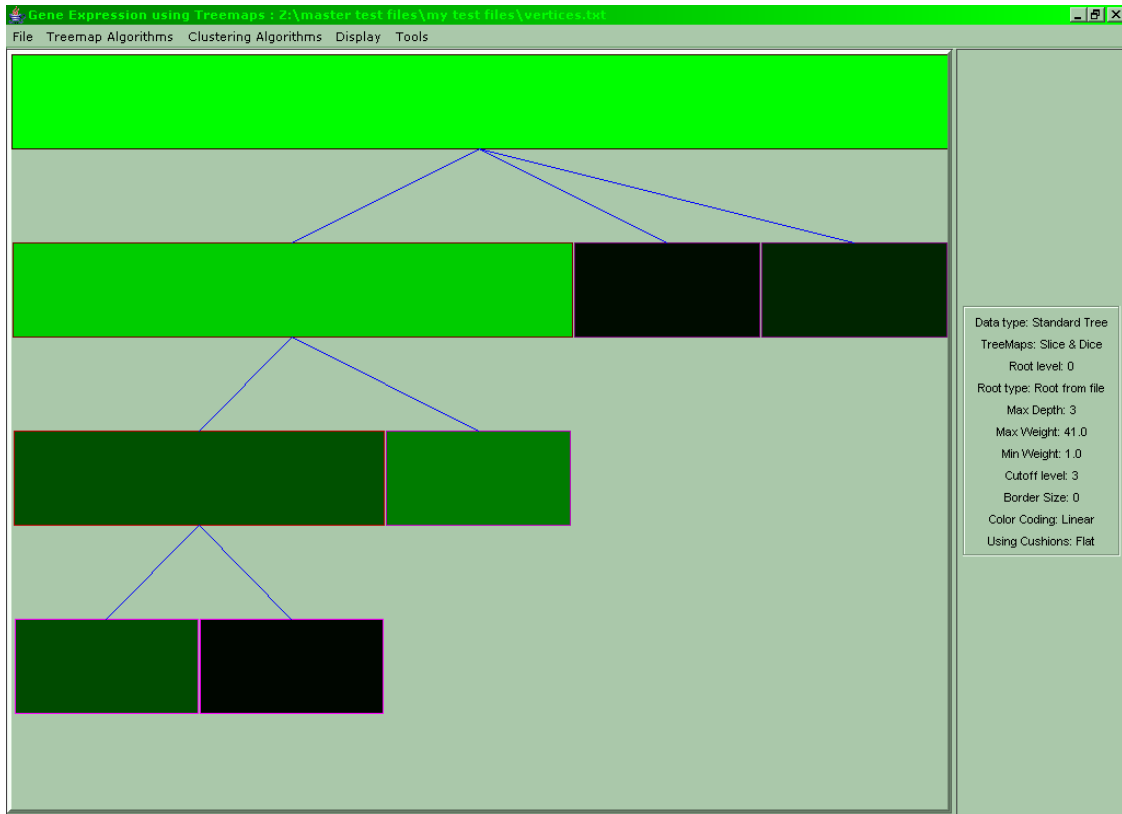 Gene Expression using Treemaps : Z:\master test files\my test files\vertices.txt
File Treemap Algorithms Clustering Algorithms Display Tools
Data type: Standard Tree
TreeMaps: Slice & Dice
Root level: 0
Root type: Root from file
Max Depth: 3
Max Weight: 41.0
Min Weight: 1.0
Cutoff level: 3
Border Size: 0
Color Coding: Linear
Using Cushions: Flat